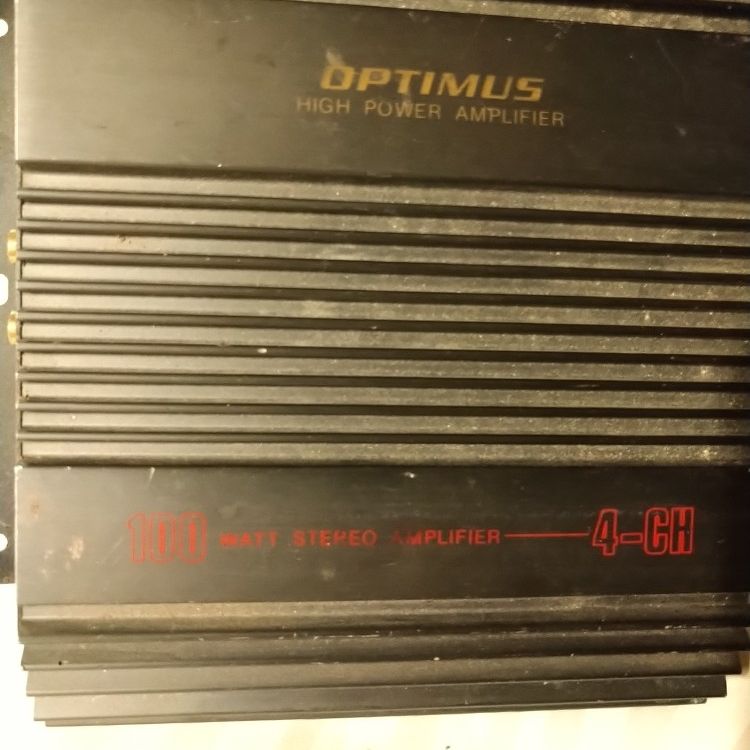 OPTIMUS
HIGH POWER AMPLIFIER
100 WATT STEREO AMPLIFIER 4-CH